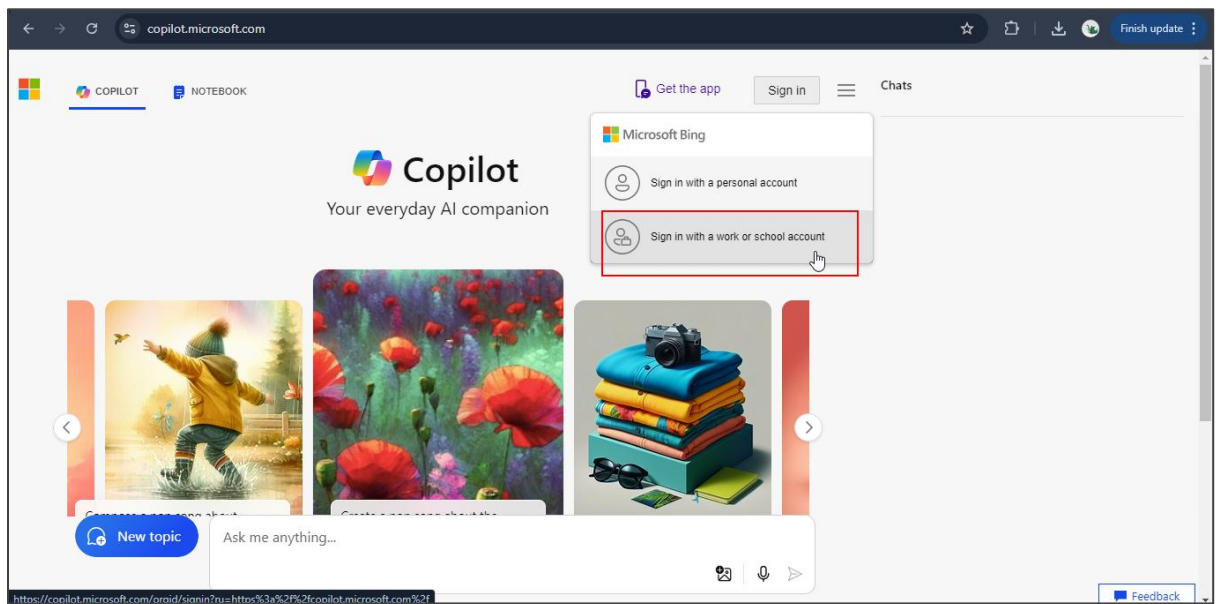 copilot.microsoft.com
Finish update
COPILOT
NOTEBOOK
Get the app
Sign in
Chats
Microsoft Bing
Sign in with a personal account
Sign in with a work or school account
Copilot
Your everyday AI companion
New topic
Ask me anything...
Feedback
https://copilot.microsoft.com/orgid/signin?ru=https%3a%2f%2fcopilot.microsoft.com%2f